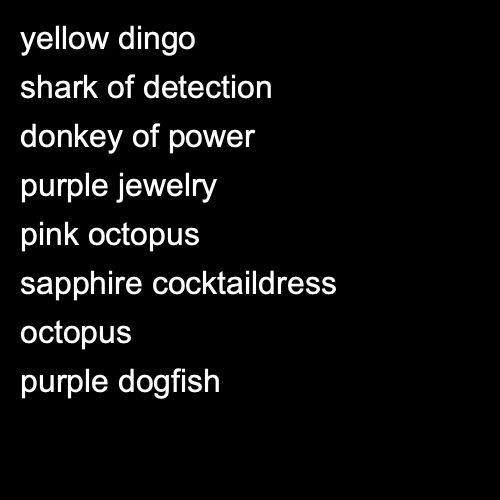 yellow dingo
shark of detection
donkey of power
purple jewelry
pink octopus
sapphire cocktaildress
octopus
purple dogfish